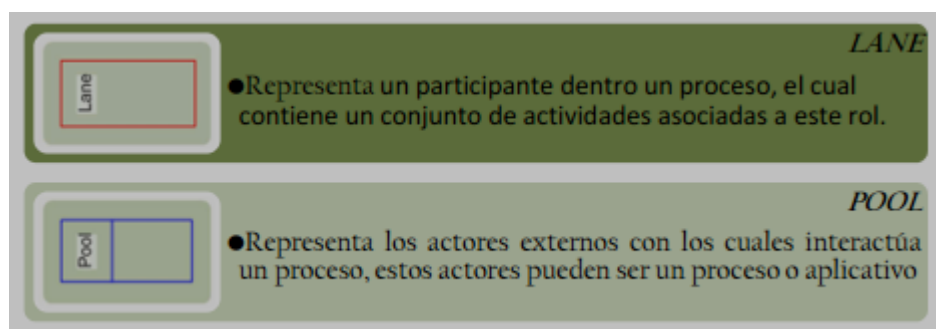 LANE
Lane
●Representa un participante dentro un proceso, el cual
contiene un conjunto de actividades asociadas a este rol.
POOL
Pool
●Representa los actores externos con los cuales interactúa
un proceso, estos actores pueden ser un proceso o aplicativo